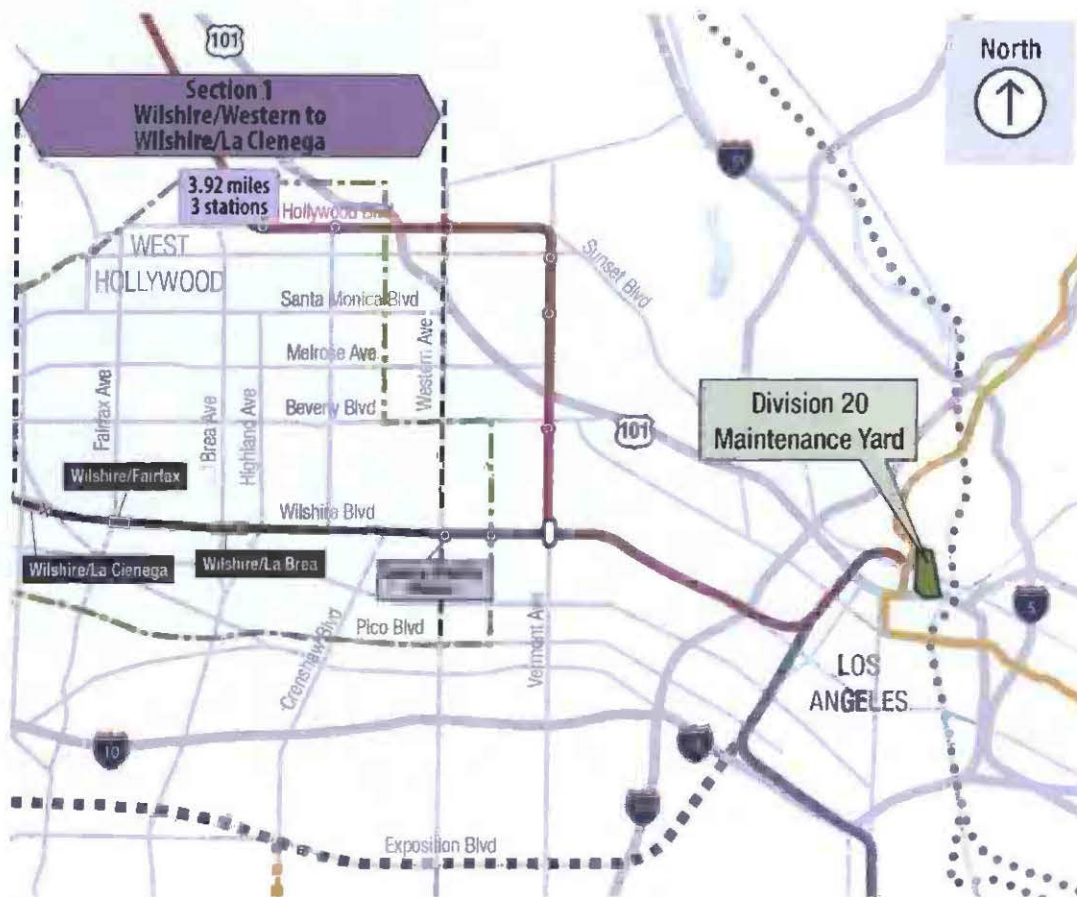 North
101
Section 1
Wilshire/Western to
Wilshire/La Cienega
3.92 miles
3 stations
Hollywood Blvd
WEST
HOLLYWOOD
Sunset Blvd
Santa Monica Blvd
Melrose Ave
Western Ave
Beverly Blvd
Fairfax Ave
Brea Ave
Highland Ave
101
Division 20
Maintenance Yard
Wilshire/Fairfax
Wilshire Blvd
Wilshire/La Cienega
Wilshire/La Brea
5
Pico Blvd
Crenshaw Blvd
Vermont Ave
LOS
ANGELES
10
Exposition Blvd